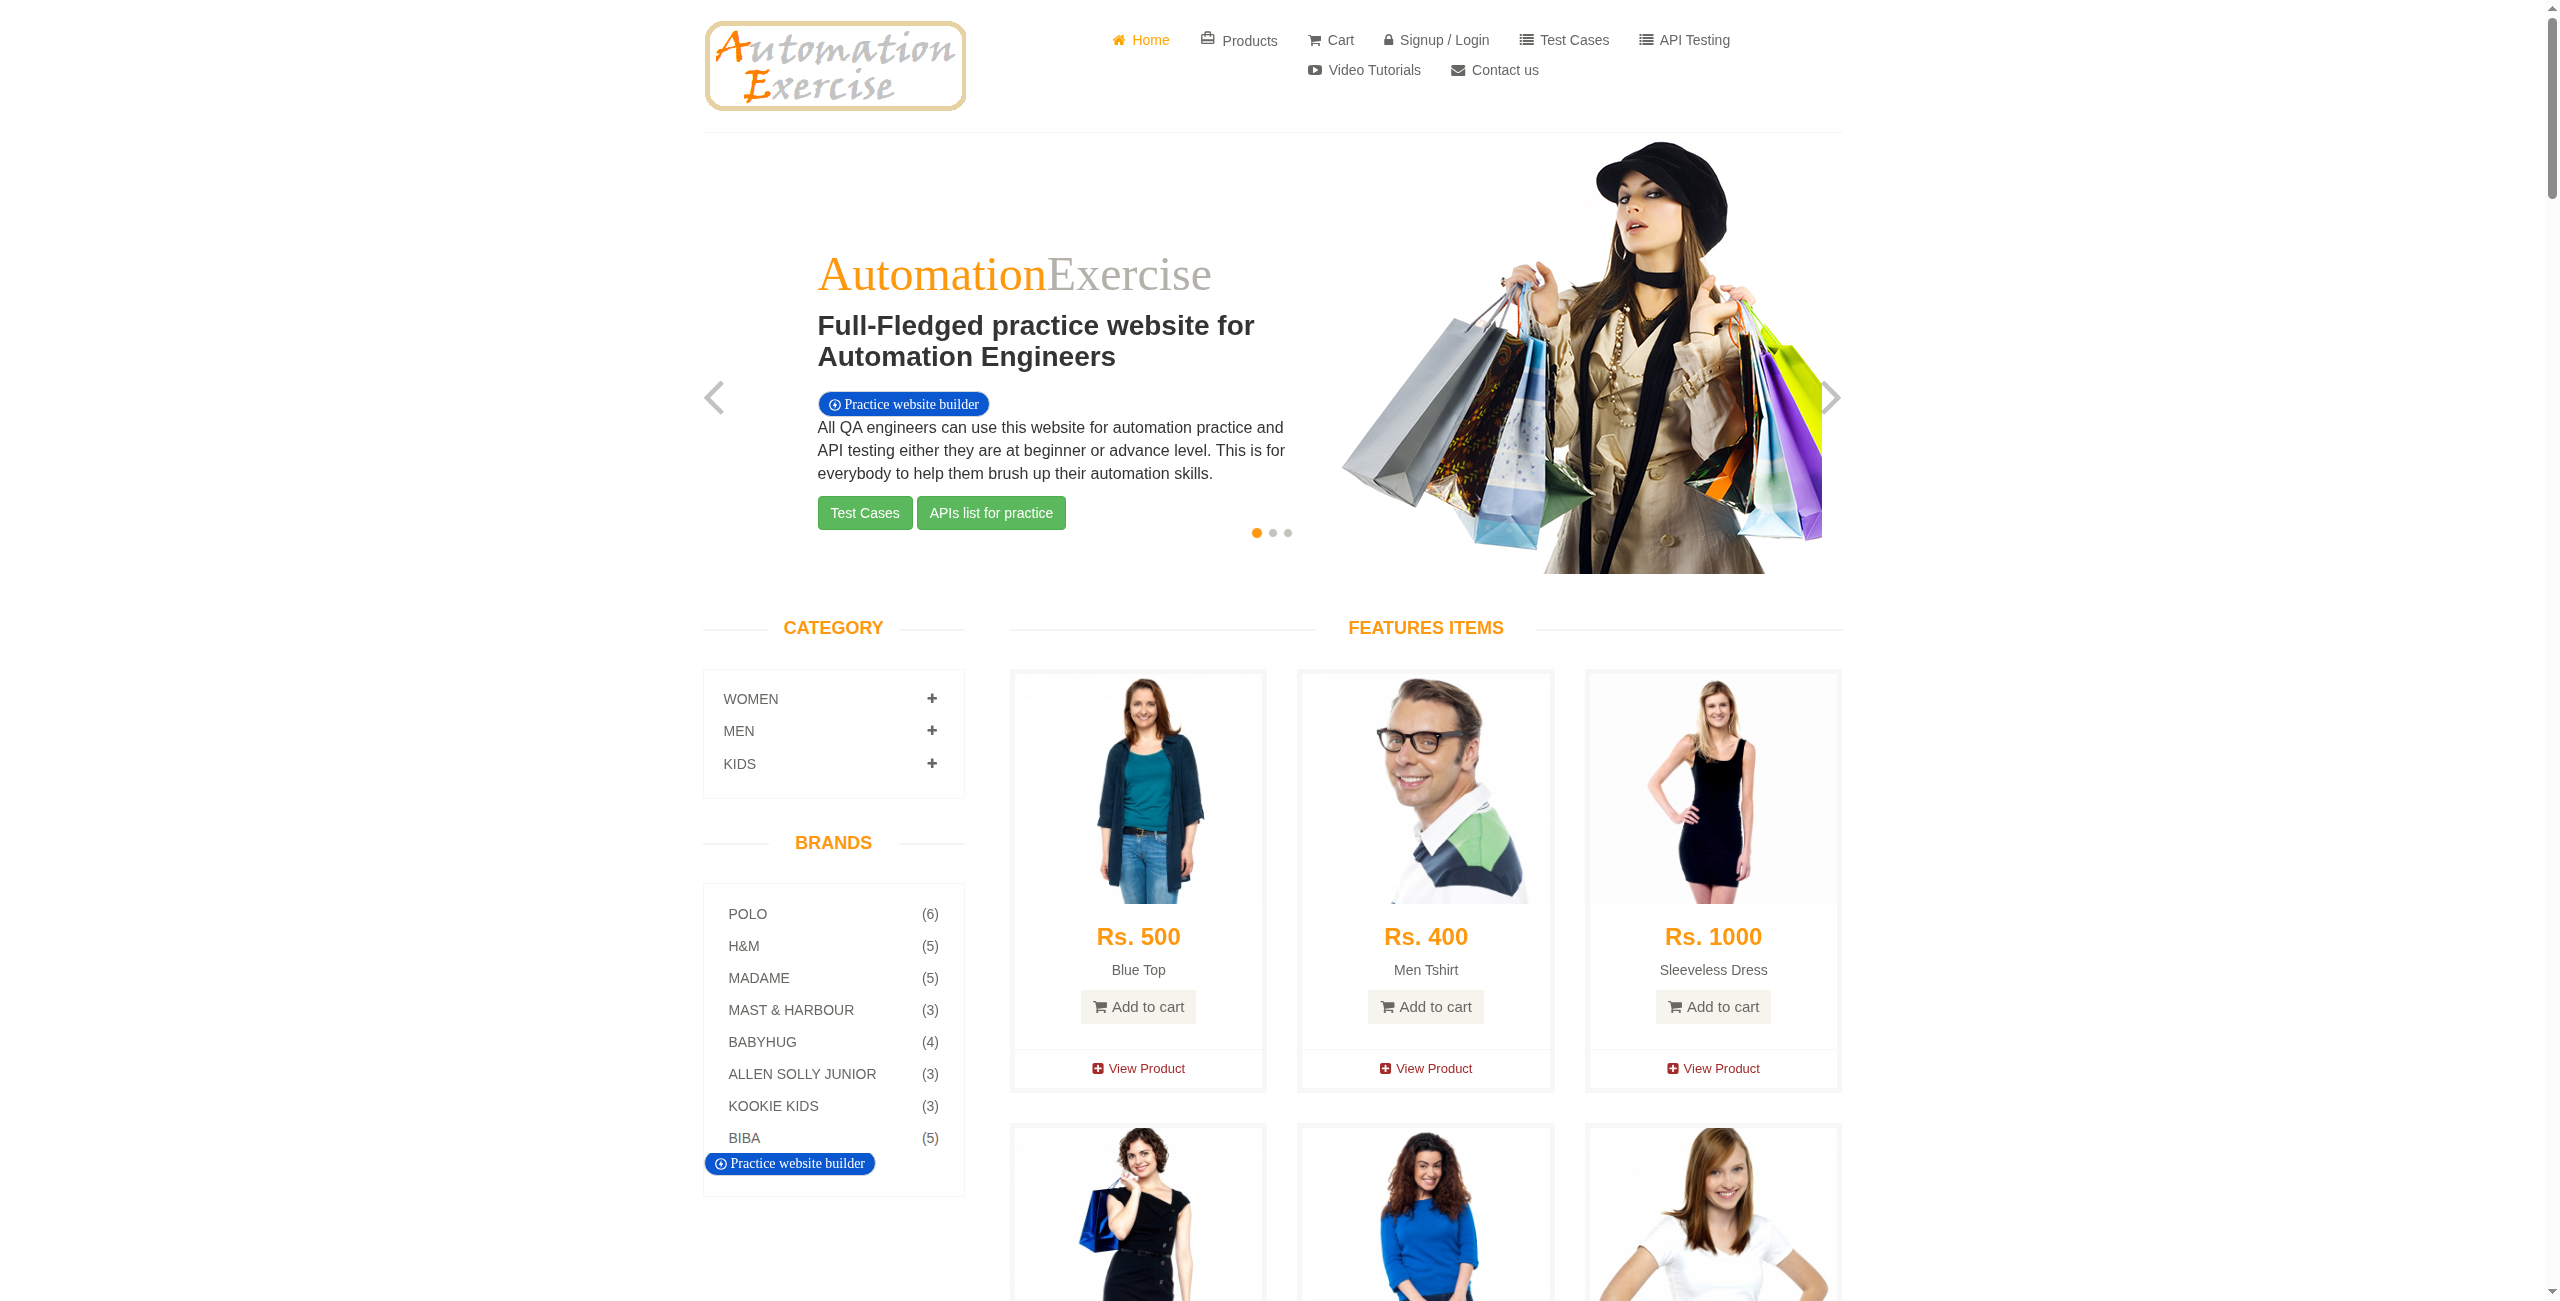 Automation
Exercise
Home
Products
Cart
Signup / Login
Test Cases
API Testing
Video Tutorials
Contact us
AutomationExercise
Full-Fledged practice website for
Automation Engineers
Practice website builder
All QA engineers can use this website for automation practice and
API testing either they are at beginner or advance level. This is for
everybody to help them brush up their automation skills.
Test Cases
APIs list for practice
CATEGORY
WOMEN
MEN
KIDS
BRANDS
POLO (6)
H&M (5)
MADAME (5)
MAST & HARBOUR (3)
BABYHUG (4)
ALLEN SOLLY JUNIOR (3)
KOOKIE KIDS (3)
BIBA (5)
Practice website builder
FEATURES ITEMS
Rs. 500
Blue Top
Add to cart
View Product
Rs. 400
Men Tshirt
Add to cart
View Product
Rs. 1000
Sleeveless Dress
Add to cart
View Product